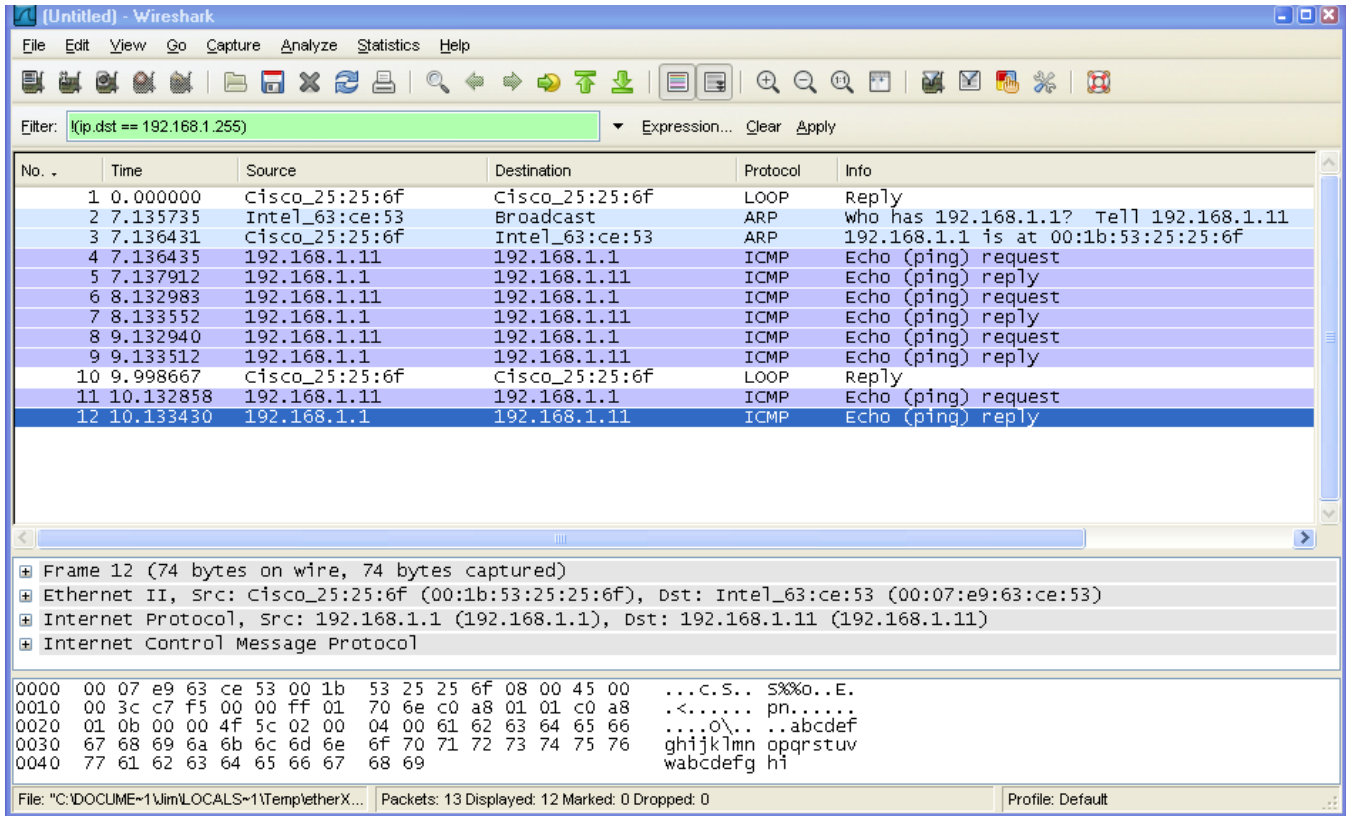 (Untitled) - Wireshark
File Edit View Go Capture Analyze Statistics Help
Filter: !(ip.dst == 192.168.1.255) Expression... Clear Apply
No. . Time Source Destination Protocol Info
1 0.000000 Cisco_25:25:6f Cisco_25:25:6f LOOP Reply
2 7.135735 Intel_63:ce:53 Broadcast ARP who has 192.168.1.1? Tell 192.168.1.11
3 7.136431 Cisco_25:25:6f Intel_63:ce:53 ARP 192.168.1.1 is at 00:1b:53:25:25:6f
4 7.136435 192.168.1.11 192.168.1.1 ICMP Echo (ping) request
5 7.137912 192.168.1.1 192.168.1.11 ICMP Echo (ping) reply
6 8.132983 192.168.1.11 192.168.1.1 ICMP Echo (ping) request
7 8.133552 192.168.1.1 192.168.1.11 ICMP Echo (ping) reply
8 9.132940 192.168.1.11 192.168.1.1 ICMP Echo (ping) request
9 9.133512 192.168.1.1 192.168.1.11 ICMP Echo (ping) reply
10 9.998667 Cisco_25:25:6f Cisco_25:25:6f LOOP Reply
11 10.132858 192.168.1.11 192.168.1.1 ICMP Echo (ping) request
12 10.133430 192.168.1.1 192.168.1.11 ICMP Echo (ping) reply
Frame 12 (74 bytes on wire, 74 bytes captured)
Ethernet II, Src: Cisco_25:25:6f (00:1b:53:25:25:6f), Dst: Intel_63:ce:53 (00:07:e9:63:ce:53)
Internet Protocol, Src: 192.168.1.1 (192.168.1.1), Dst: 192.168.1.11 (192.168.1.11)
Internet Control Message Protocol
0000 00 07 e9 63 ce 53 00 1b 53 25 25 6f 08 00 45 00 ...c.S.. S%%o..E.
0010 00 3c c7 f5 00 00 ff 01 70 6e c0 a8 01 01 c0 a8 .<...... pn......
0020 01 0b 00 00 4f 5c 02 00 04 00 61 62 63 64 65 66 ....O\.. ..abcdef
0030 67 68 69 6a 6b 6c 6d 6e 6f 70 71 72 73 74 75 76 ghijklmn opqrstuv
0040 77 61 62 63 64 65 66 67 68 69 wabcdefg hi
File: "C:\DOCUME~1\Jim\LOCALS~1\Temp\etherX... Packets: 13 Displayed: 12 Marked: 0 Dropped: 0 Profile: Default